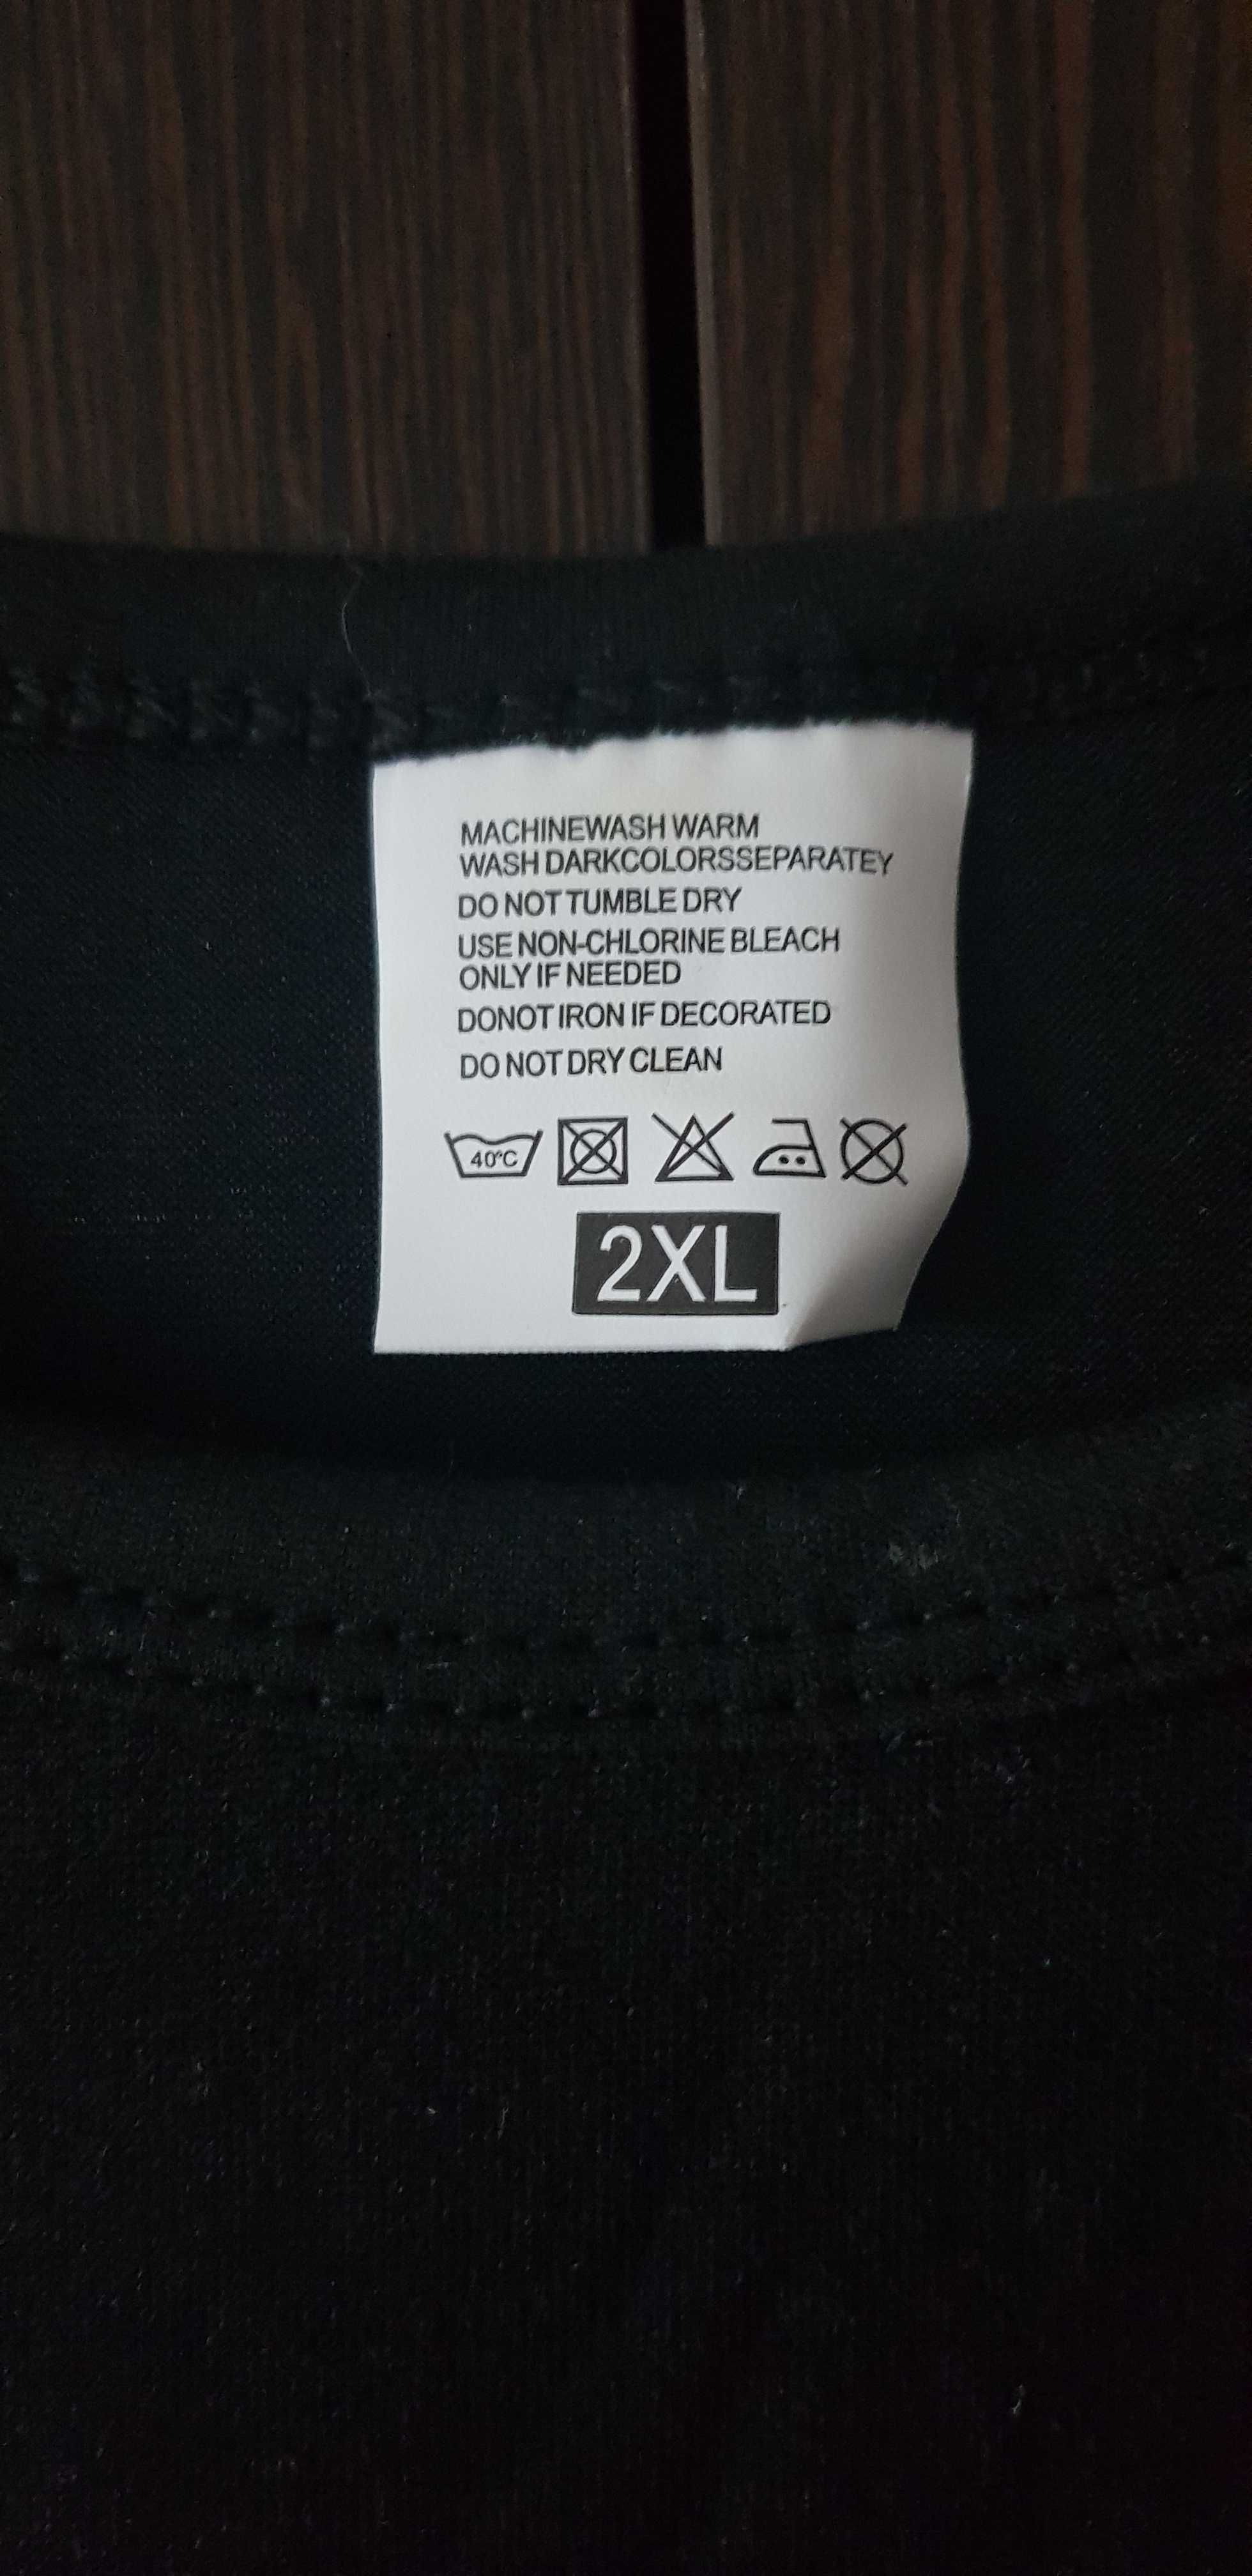 MACHINEWASH WARM
WASH DARKCOLORSSEPARATEY
DO NOT TUMBLE DRY
USE NON-CHLORINE BLEACH
ONLY IF NEEDED
DONOT IRON IF DECORATED
DO NOT DRY CLEAN
40°C
2XL